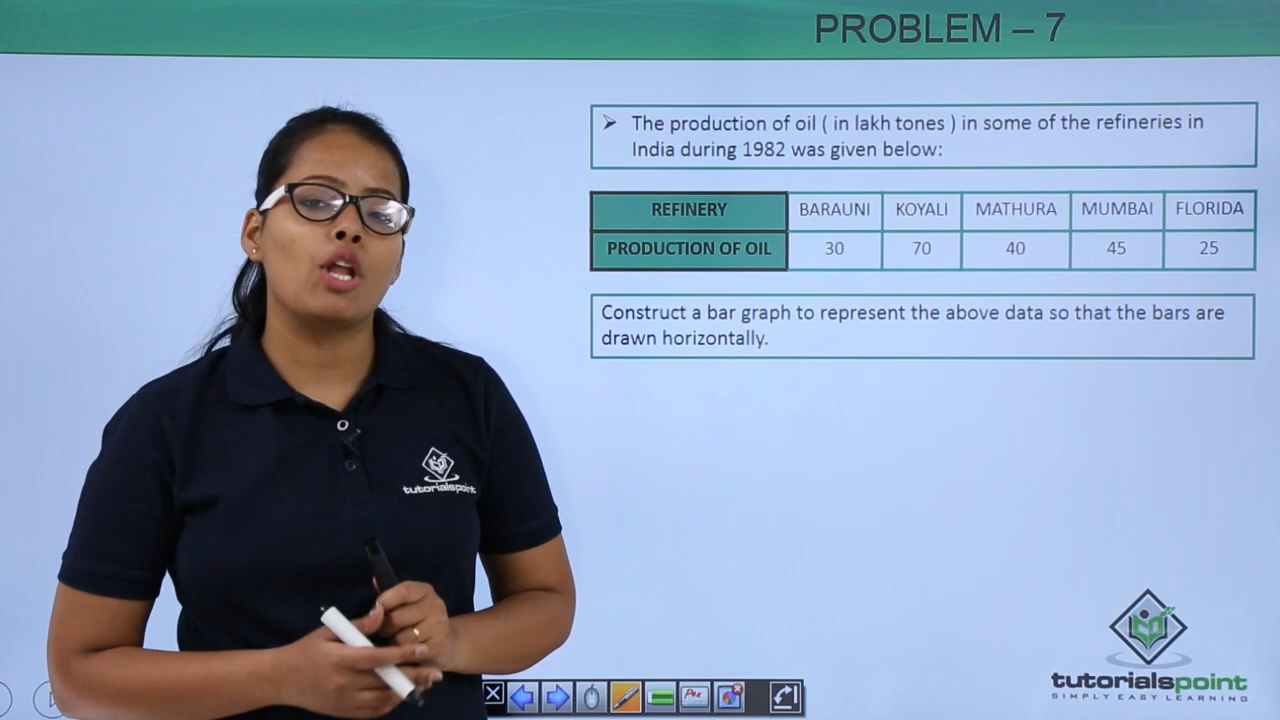 PROBLEM – 7
➢ The production of oil ( in lakh tones ) in some of the refineries in
India during 1982 was given below:
REFINERY BARAUNI KOYALI MATHURA MUMBAI FLORIDA
PRODUCTION OF OIL 30 70 40 45 25
Construct a bar graph to represent the above data so that the bars are
drawn horizontally.
tutorialspoint
tutorialspoint
SIMPLY EASY LEARNING